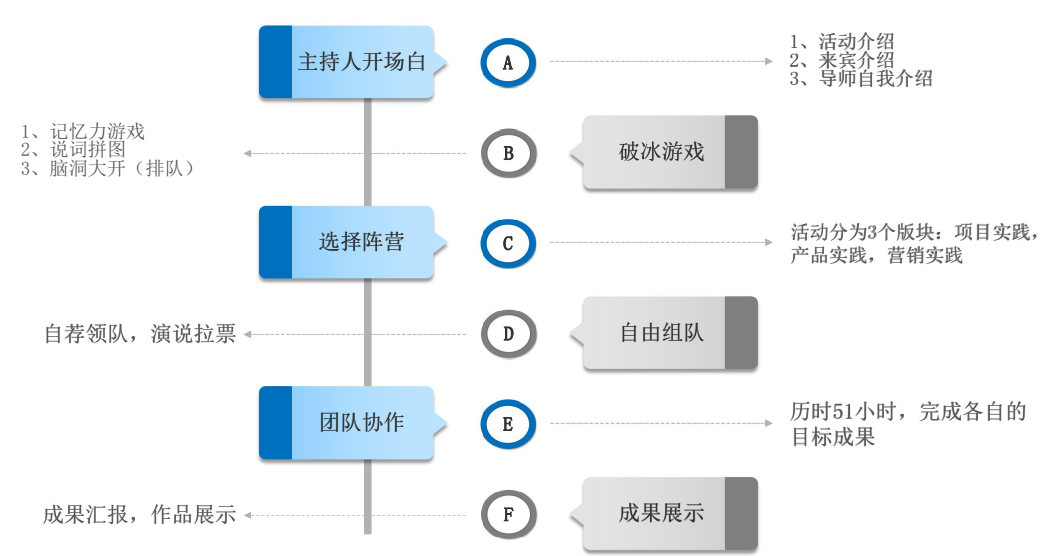 主持人开场白
A
1、活动介绍
2、来宾介绍
3、导师自我介绍
1、记忆力游戏
2、说词拼图
3、脑洞大开（排队）
B
破冰游戏
选择阵营
C
活动分为3个版块：项目实践，
产品实践，营销实践
自荐领队，演说拉票
D
自由组队
团队协作
E
历时51小时，完成各自的
目标成果
成果汇报，作品展示
F
成果展示